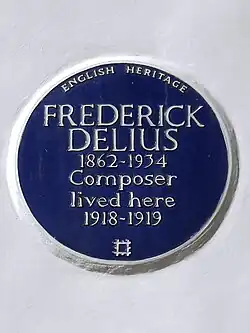 ENGLISH HERITAGE
FREDERICK
DELIUS
1862-1934
Composer
lived here
1918-1919